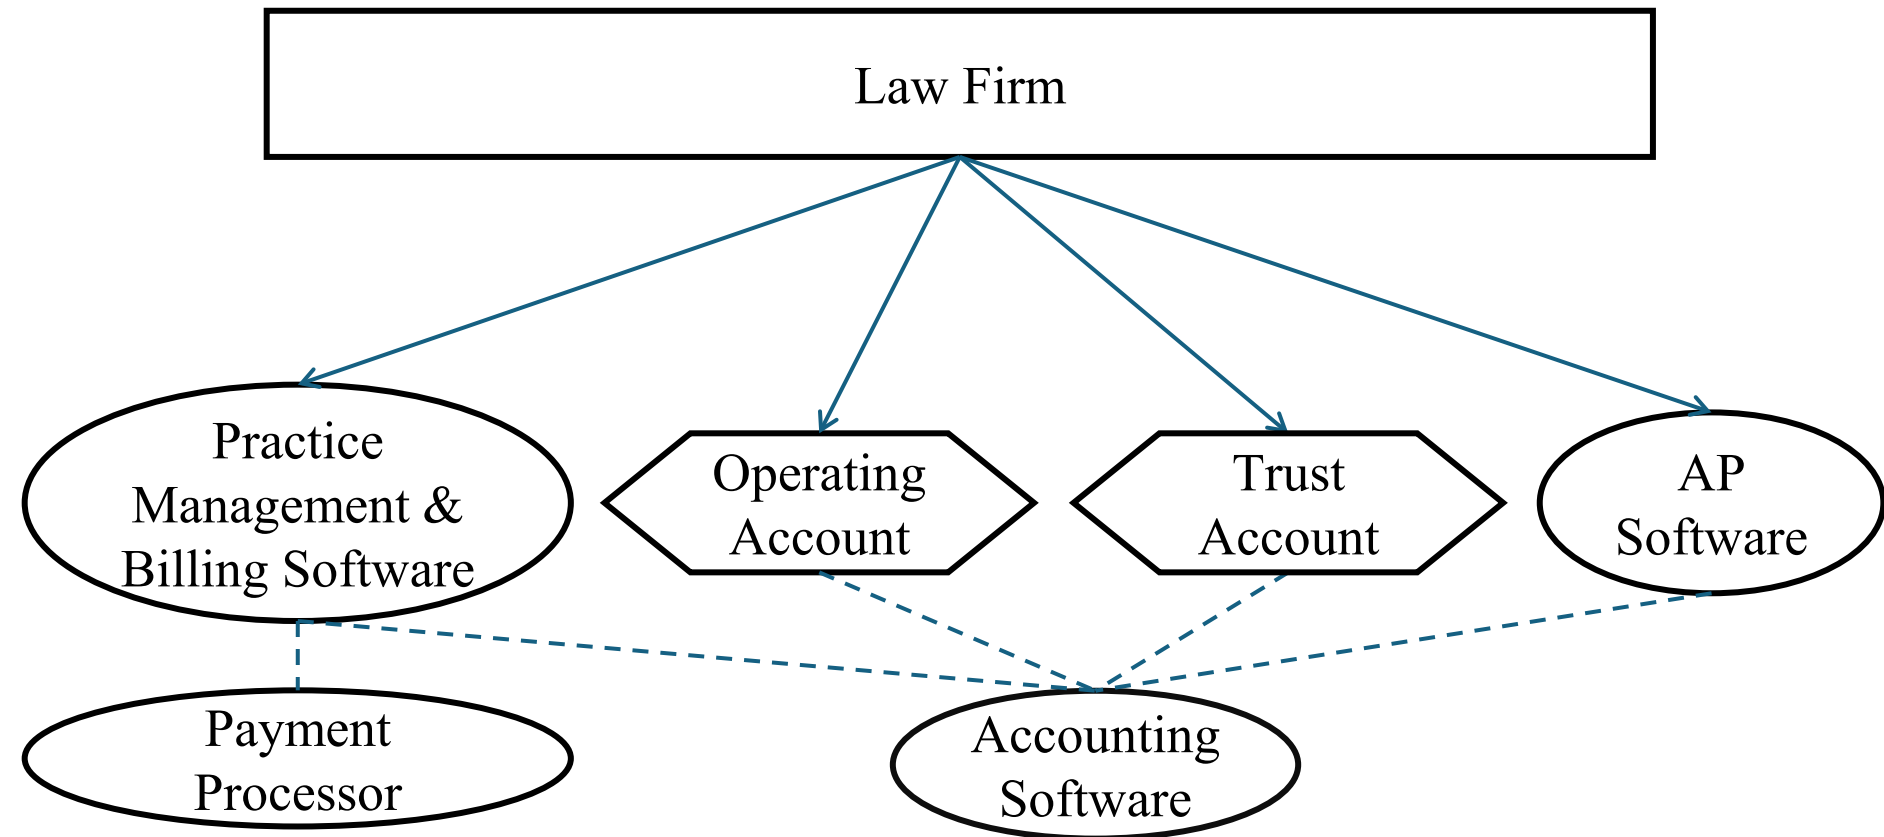 Law Firm
Practice
Management &
Billing Software
Operating
Account
Trust
Account
AP
Software
Payment
Processor
Accounting
Software